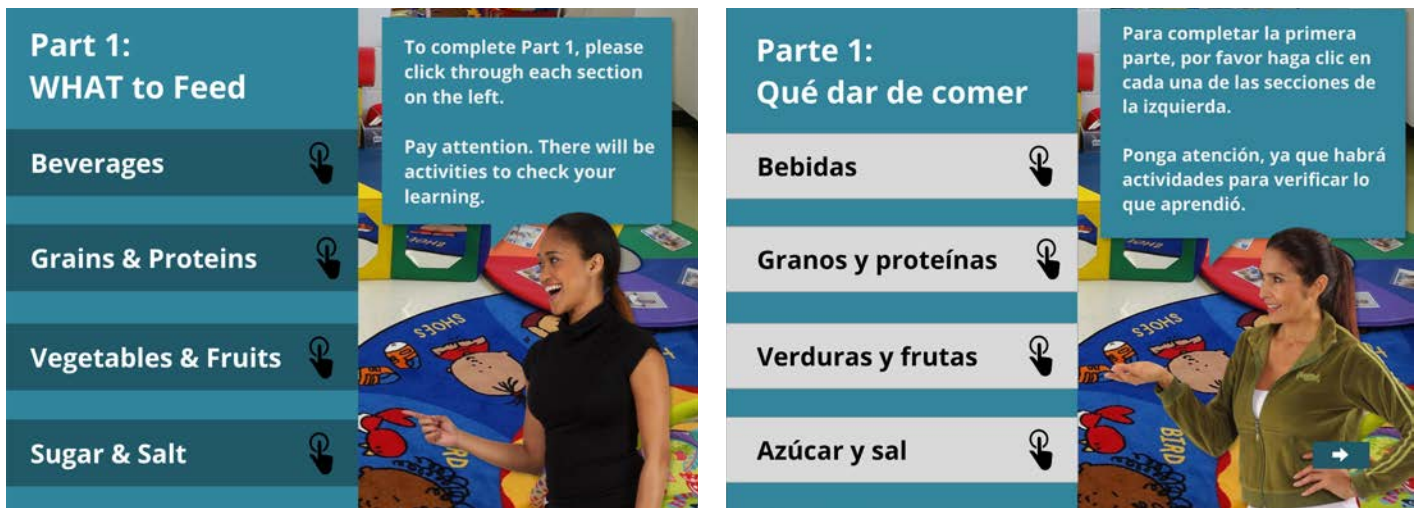 Part 1:
WHAT to Feed
Beverages
Grains & Proteins
Vegetables & Fruits
Sugar & Salt
To complete Part 1, please
click through each section
on the left.
Pay attention. There will be
activities to check your
learning.
SHOES
BIRD
Parte 1:
Qué dar de comer
Bebidas
Granos y proteínas
Verduras y frutas
Azúcar y sal
Para completar la primera
parte, por favor haga clic en
cada una de las secciones de
la izquierda.
Ponga atención, ya que habrá
actividades para verificar lo
que aprendió.
SHOES
BIRD